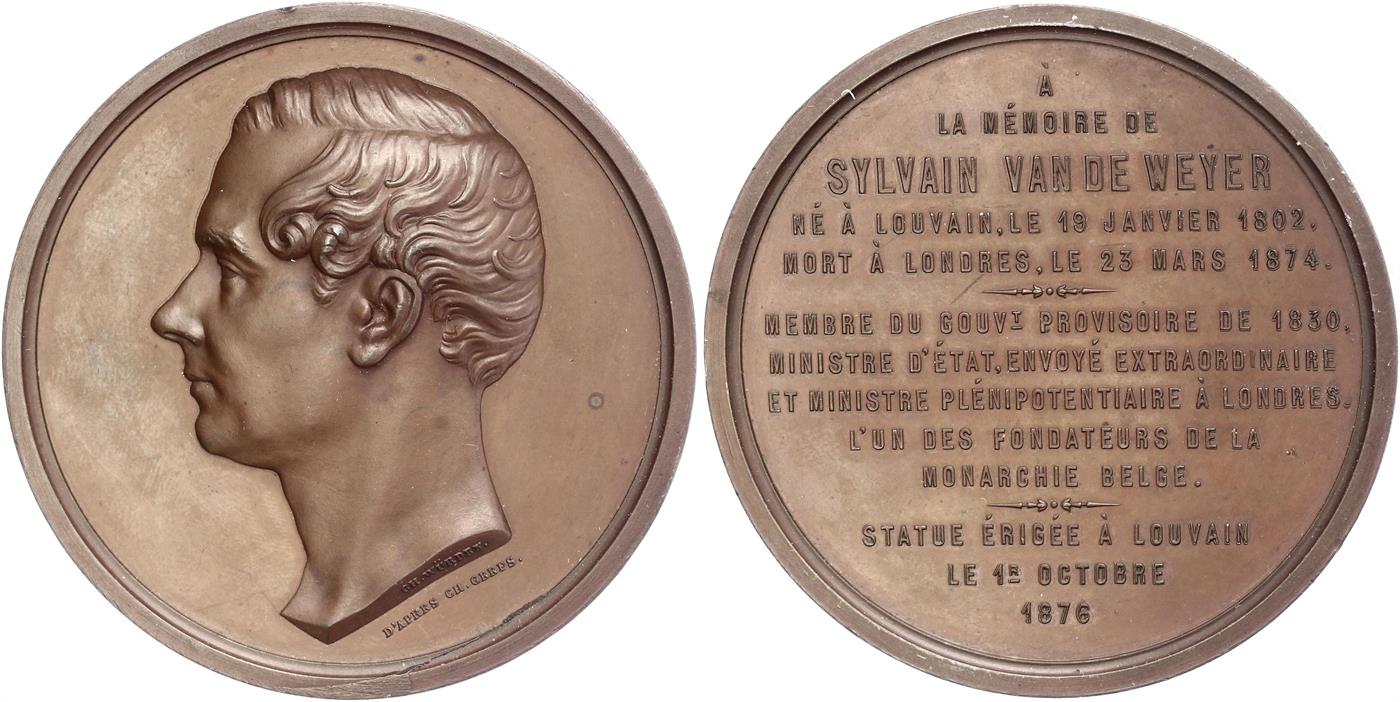 CH. WÜRDEN.
D'APRES CH. GEEFS.
À
LA MÉMOIRE DE
SYLVAIN VAN DE WEYER
NÉ À LOUVAIN, LE 19 JANVIER 1802,
MORT À LONDRES, LE 23 MARS 1874.
MEMBRE DU GOUVT PROVISOIRE DE 1830,
MINISTRE D'ÉTAT, ENVOYÉ EXTRAORDINAIRE
ET MINISTRE PLÉNIPOTENTIAIRE À LONDRES.
L'UN DES FONDATEURS DE LA
MONARCHIE BELGE.
STATUE ÉRIGÉE À LOUVAIN
LE 1R OCTOBRE
1876